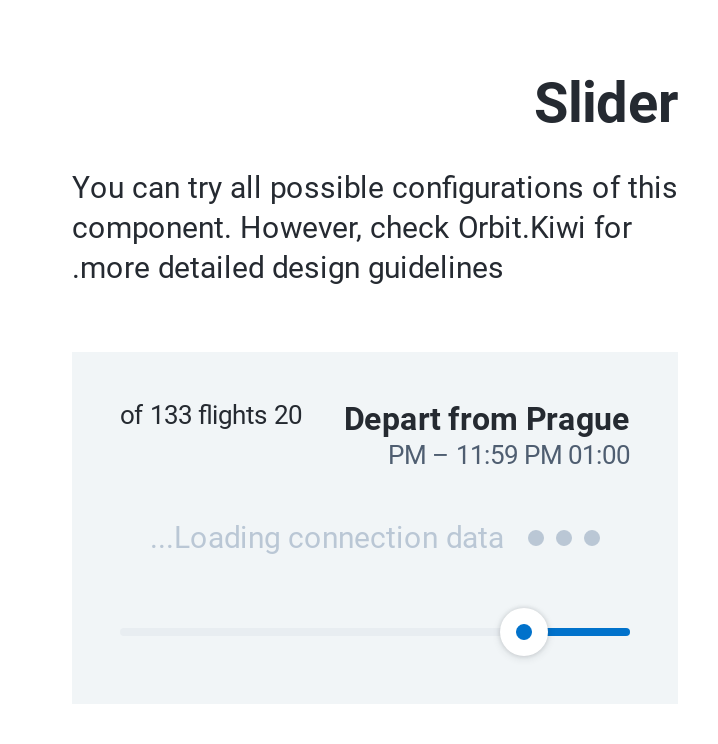 Slider
You can try all possible configurations of this
component. However, check Orbit.Kiwi for
.more detailed design guidelines
Depart from Prague
of 133 flights 20
PM – 11:59 PM 01:00
...Loading connection data